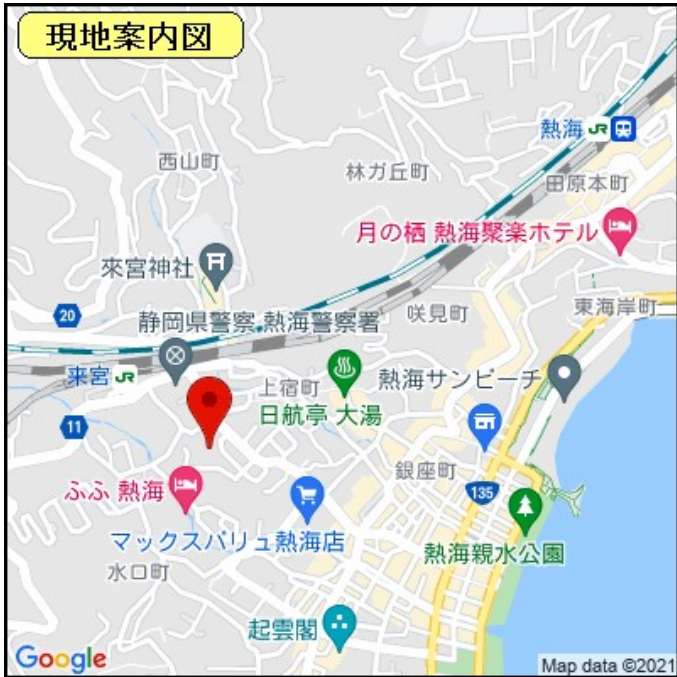 現地案内図
熱海 JR
西山町
林ガ丘町
田原本町
月の栖 熱海聚楽ホテル
來宮神社
東海岸町
20
静岡県警察 熱海警察署
咲見町
来宮 JR
上宿町
熱海サンビーチ
日航亭 大湯
11
銀座町
ふふ 熱海
135
マックスバリュ熱海店
熱海親水公園
水口町
起雲閣
Google
Map data ©2021